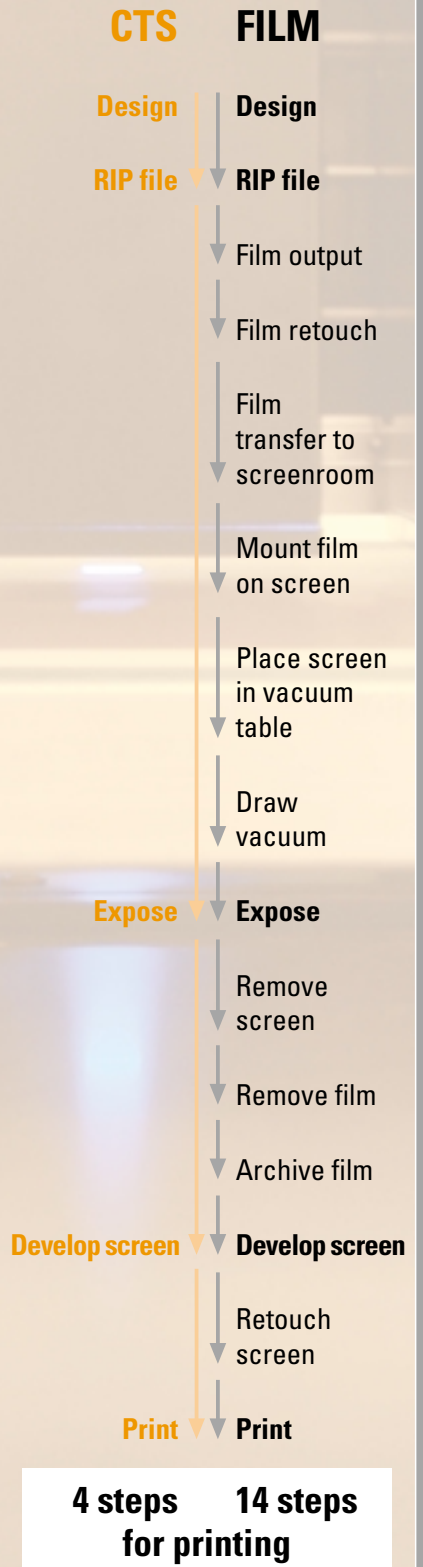 CTS FILM
Design Design
RIP file RIP file
Film output
Film retouch
Film
transfer to
screenroom
Mount film
on screen
Place screen
in vacuum
table
Draw
vacuum
Expose Expose
Remove
screen
Remove film
Archive film
Develop screen Develop screen
Retouch
screen
Print Print
4 steps 14 steps
for printing